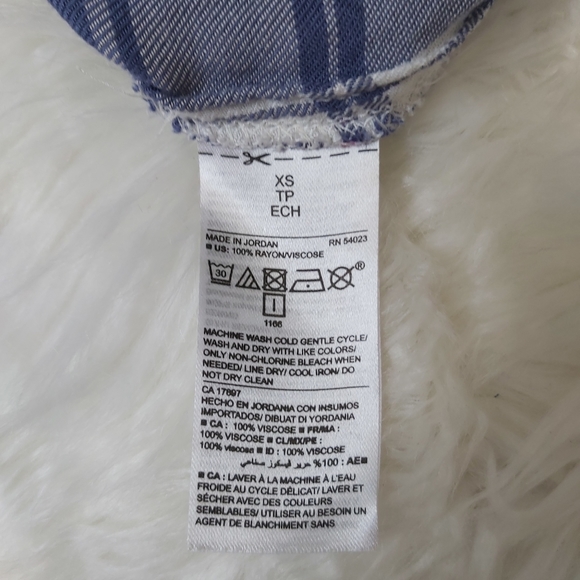 XS
TP
ECH
MADE IN JORDAN RN 54023
■ US: 100% RAYON/VISCOSE
30
®
1166
MACHINE WASH COLD GENTLE CYCLE/
WASH AND DRY WITH LIKE COLORS/
ONLY NON-CHLORINE BLEACH WHEN
NEEDED/ LINE DRY/ COOL IRON/ DO
NOT DRY CLEAN
CA 17897
HECHO EN JORDANIA CON INSUMOS
IMPORTADOS/ DIBUAT DI YORDANIA
■ CA : 100% VISCOSE ■ FR/MA :
100% VISCOSE ■ CL/MX/PE :
100% viscosa ■ ID : 100% VISCOSE
■AE : 100% حرير فيسكوز صناعي
■ CA : LAVER À LA MACHINE À L'EAU
FROIDE AU CYCLE DÉLICAT/ LAVER ET
SÉCHER AVEC DES COULEURS
SEMBLABLES/ UTILISER AU BESOIN UN
AGENT DE BLANCHIMENT SANS